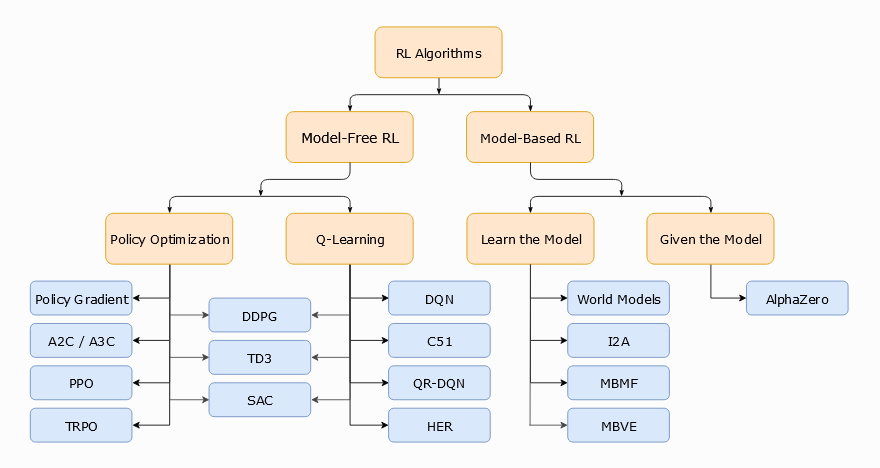 RL Algorithms
Model-Free RL
Model-Based RL
Policy Optimization
Q-Learning
Learn the Model
Given the Model
Policy Gradient
A2C / A3C
PPO
TRPO
DDPG
TD3
SAC
DQN
C51
QR-DQN
HER
World Models
I2A
MBMF
MBVE
AlphaZero